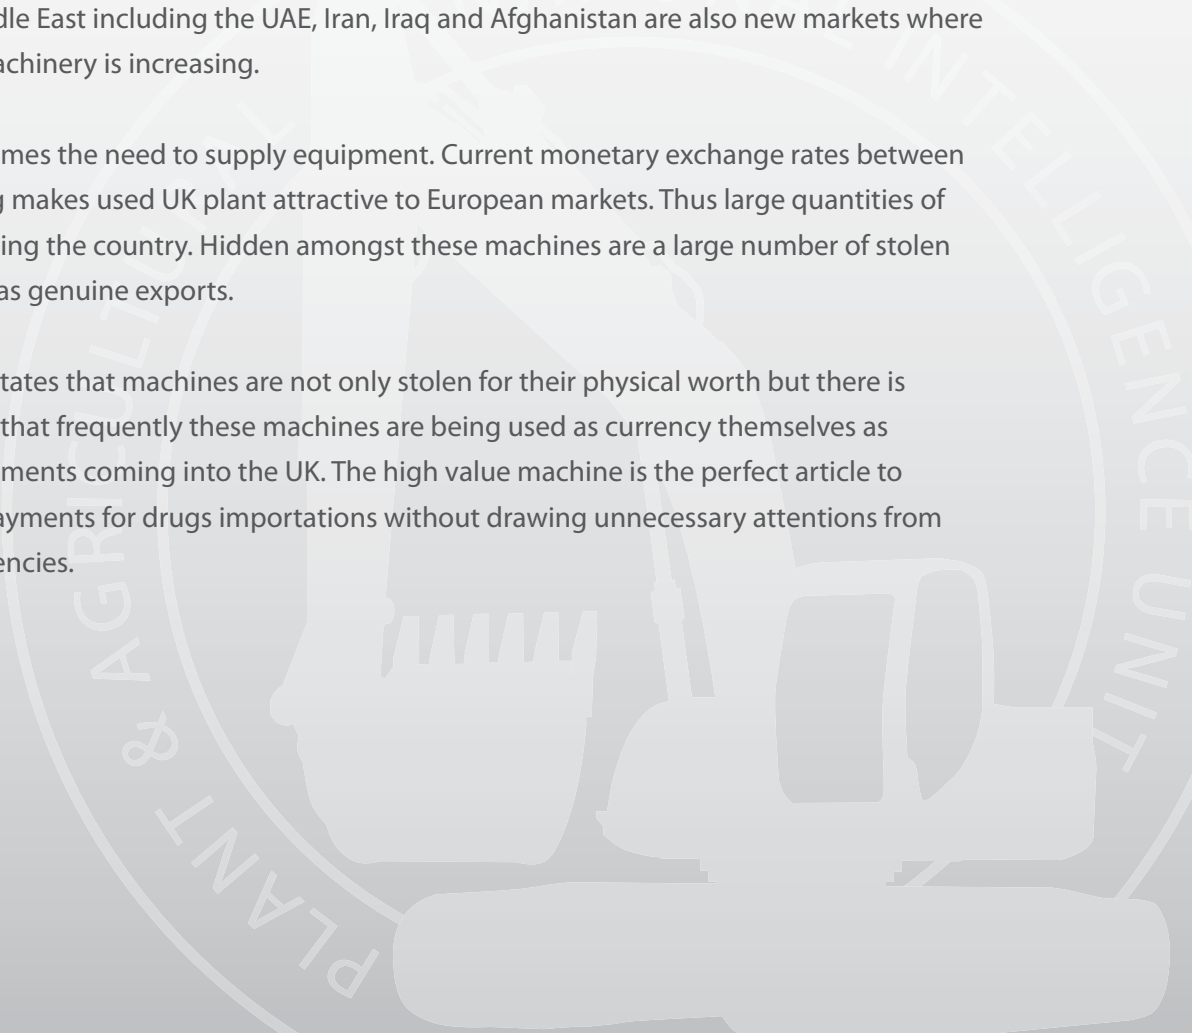 dle East including the UAE, Iran, Iraq and Afghanistan are also new markets where
achinery is increasing.
mes the need to supply equipment. Current monetary exchange rates between
g makes used UK plant attractive to European markets. Thus large quantities of
ing the country. Hidden amongst these machines are a large number of stolen
as genuine exports.
tates that machines are not only stolen for their physical worth but there is
that frequently these machines are being used as currency themselves as
ments coming into the UK. The high value machine is the perfect article to
ayments for drugs importations without drawing unnecessary attentions from
encies.
PLANT & AGRICULTURAL
INTELLIGENCE UNIT